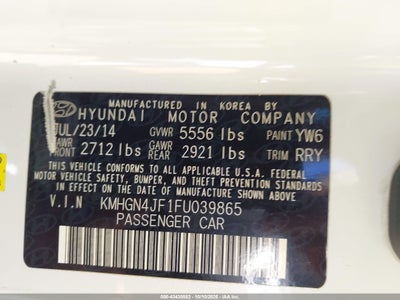 MANUFACTURED IN KOREA BY
HYUNDAI MOTOR COMPANY
JUL/23/14 GVWR 5556 lbs PAINT YW6
GAWR FRONT 2712 lbs GAWR REAR 2921 lbs TRIM RRY
THIS VEHICLE CONFORMS TO ALL APPLICABLE U.S.A. FEDERAL
MOTOR VEHICLE SAFETY, BUMPER, AND THEFT PREVENTION
STANDARDS IN EFFECT ON THE DATE OF MANUFACTURE SHOWN
ABOVE.
V.I.N KMHGN4JF1FU039865
PASSENGER CAR